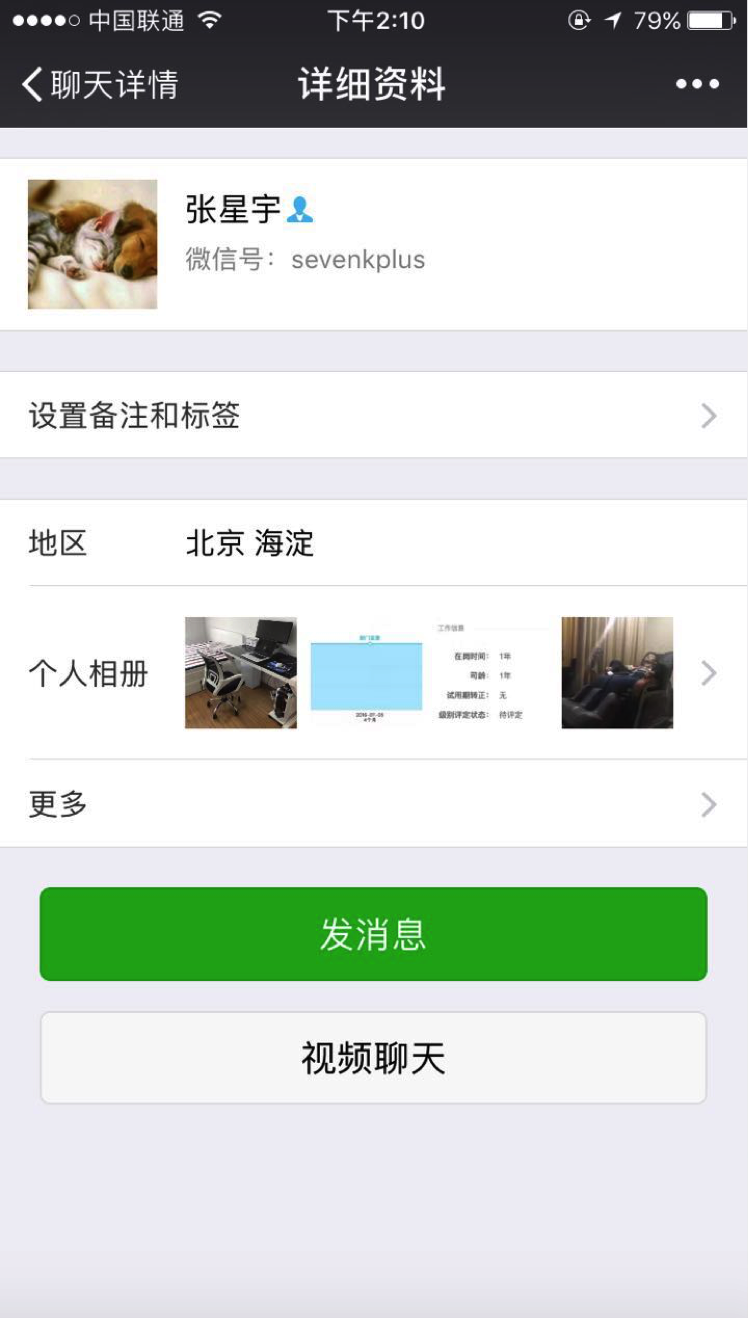 中国联通 下午2:10 79%
聊天详情 详细资料
张星宇
微信号：sevenkplus
设置备注和标签
地区 北京 海淀
个人相册
工作信息
在岗时间： 1年
司龄： 1年
试用期转正： 无
级别评定状态： 待评定
更多
发消息
视频聊天